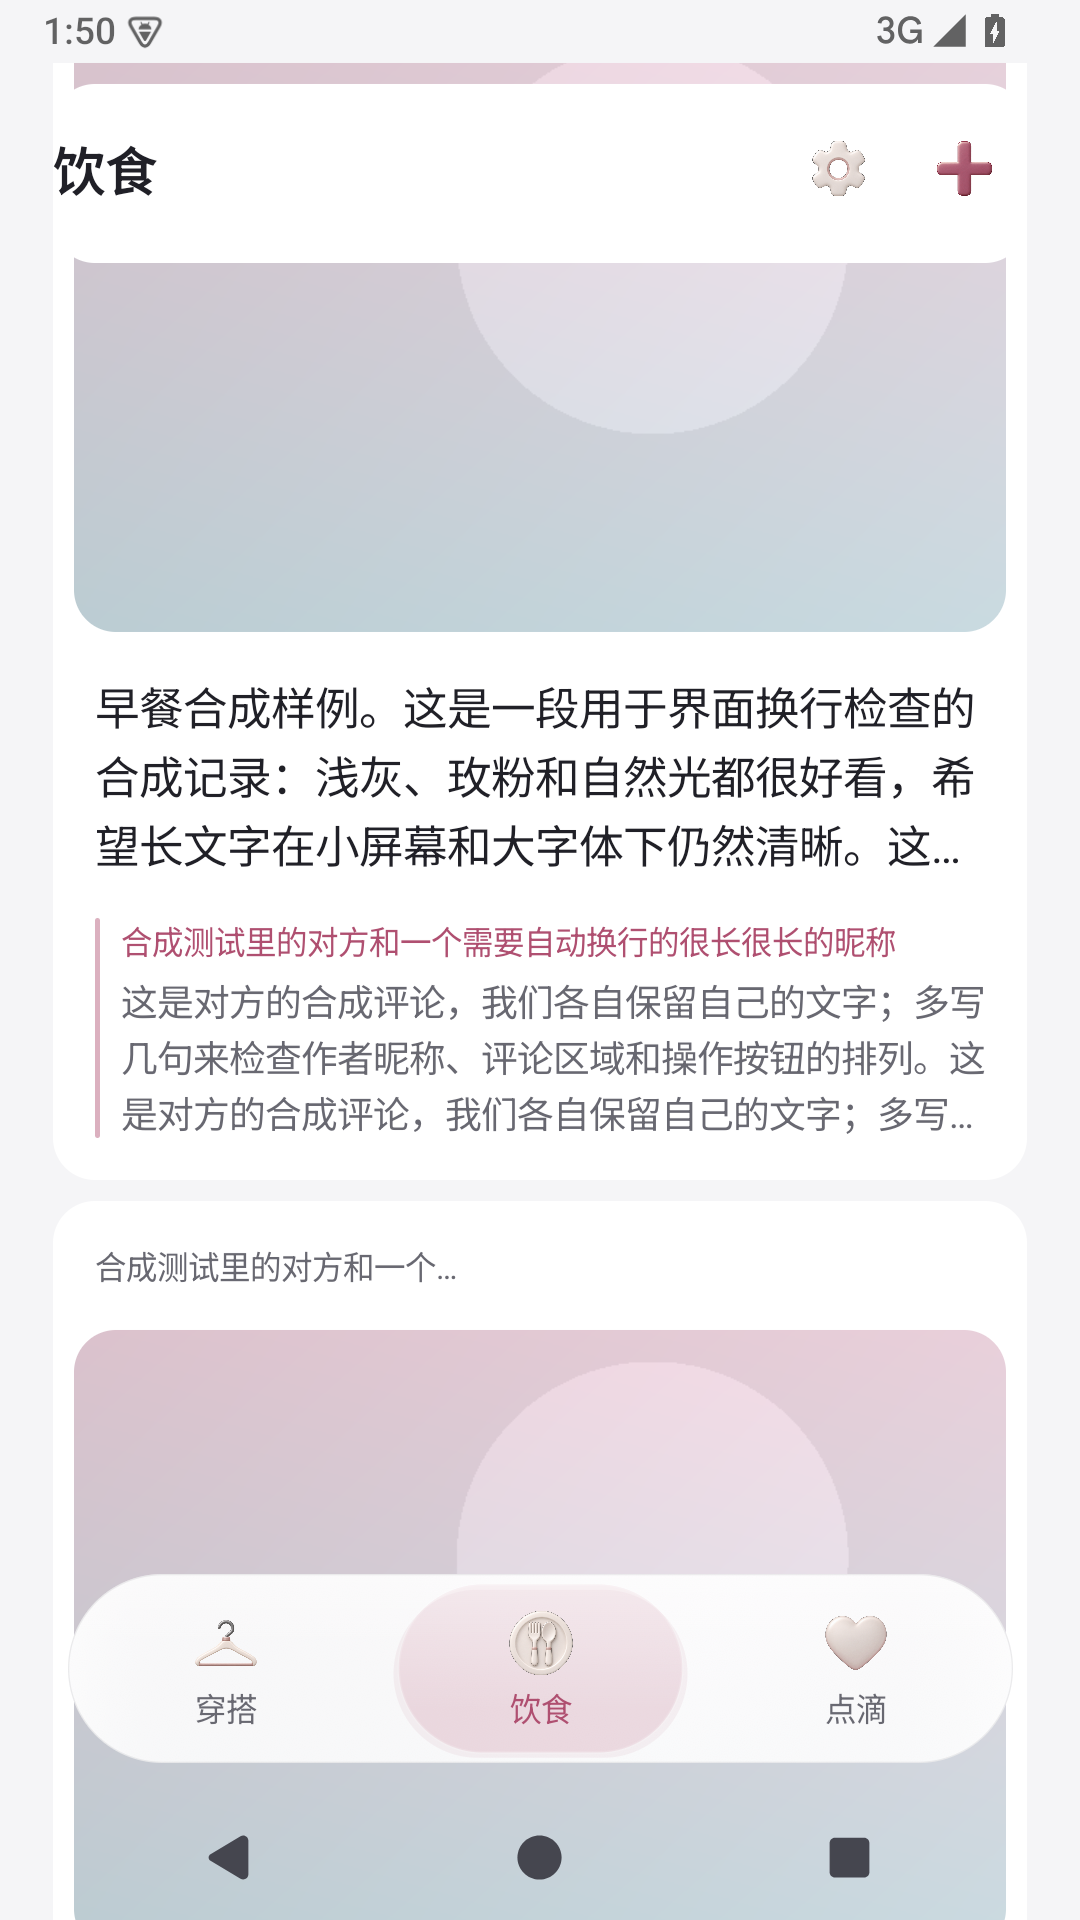 1:50
3G
饮食
早餐合成样例。这是一段用于界面换行检查的
合成记录：浅灰、玫粉和自然光都很好看，希
望长文字在小屏幕和大字体下仍然清晰。这…
合成测试里的对方和一个需要自动换行的很长很长的昵称
这是对方的合成评论，我们各自保留自己的文字；多写
几句来检查作者昵称、评论区域和操作按钮的排列。这
是对方的合成评论，我们各自保留自己的文字；多写…
合成测试里的对方和一个…
穿搭
饮食
点滴